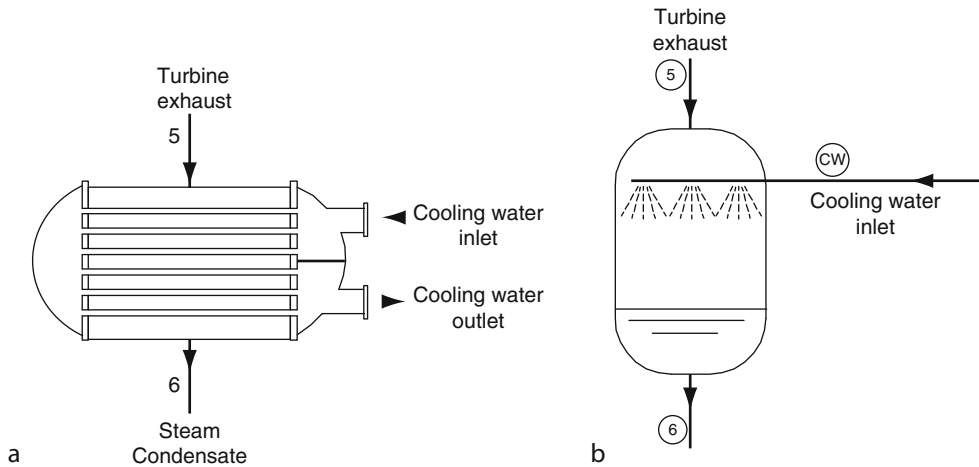 Turbine
exhaust
5
Cooling water
inlet
Cooling water
outlet
6
Steam
Condensate
a
Turbine
exhaust
5
CW
Cooling water
inlet
6
b